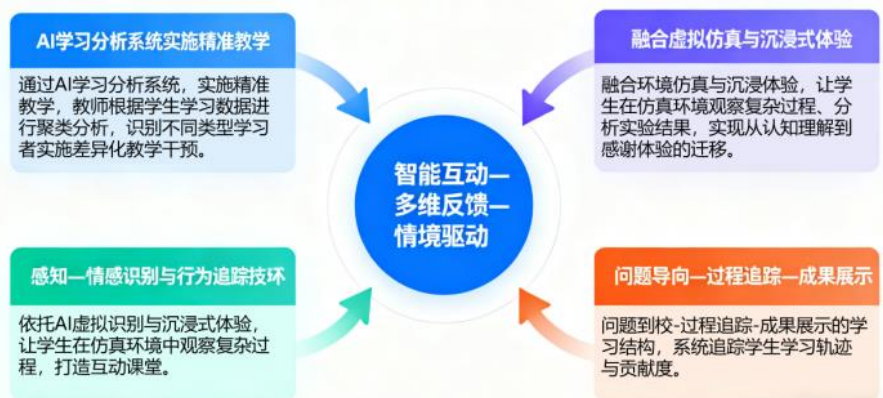 AI学习分析系统实施精准教学
通过AI学习分析系统，实施精准
教学，教师根据学生学习数据进
行聚类分析，识别不同类型学习
者实施差异化教学干预。
融合虚拟仿真与沉浸式体验
融合环境仿真与沉浸体验，让学
生在仿真环境观察复杂过程、分
析实验结果，实现从认知理解到
感谢体验的迁移。
智能互动—
多维反馈—
情境驱动
感知—情感识别与行为追踪技环
依托AI虚拟识别与沉浸式体验，
让学生在仿真环境中观察复杂过
程，打造互动课堂。
问题导向—过程追踪—成果展示
问题到校-过程追踪-成果展示的学
习结构，系统追踪学生学习轨迹
与贡献度。